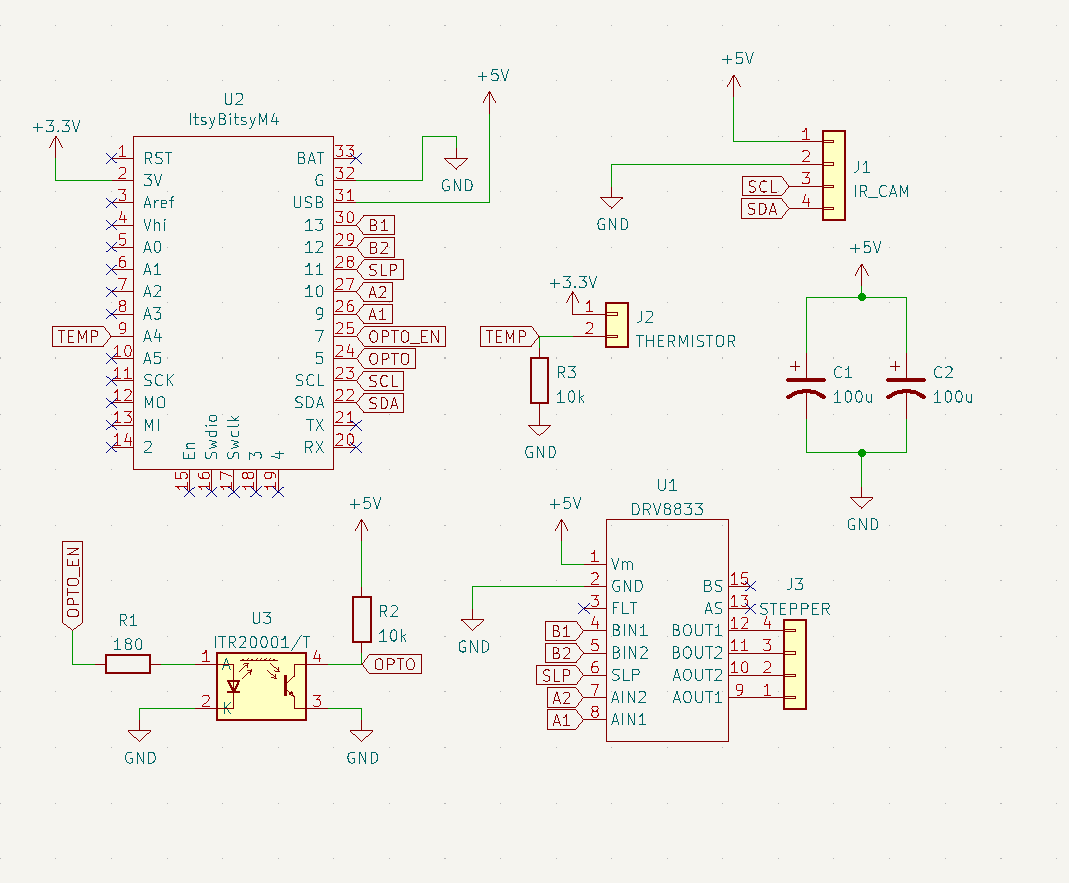 U2
ItsyBitsyM4
+3.3V
+5V
GND
1 RST
2 3V
3 Aref
4 Vhi
5 A0
6 A1
7 A2
8 A3
TEMP 9 A4
10 A5
11 SCK
12 MO
13 MI
14 2
15 En
16 Swdio
17 Swclk
18 3
19 4
BAT 33
G 32
USB 31
13 30 B1
12 29 B2
11 28 SLP
10 27 A2
9 26 A1
7 25 OPTO_EN
5 24 OPTO
SCL 23 SCL
SDA 22 SDA
TX 21
RX 20
+5V
1
2
SCL 3
SDA 4
GND
J1
IR_CAM
+3.3V
1
TEMP 2
J2
THERMISTOR
R3
10k
GND
+5V
C1
100u
C2
100u
GND
OPTO_EN
R1
180
U3
ITR20001/T
1 A 4
2 K 3
GND
GND
+5V
R2
10k
OPTO
U1
DRV8833
+5V
GND
1 Vm
2 GND
3 FLT
B1 4 BIN1
B2 5 BIN2
SLP 6 SLP
A2 7 AIN2
A1 8 AIN1
BS 15
AS 13
BOUT1 12 4
BOUT2 11 3
AOUT2 10 2
AOUT1 9 1
J3
STEPPER